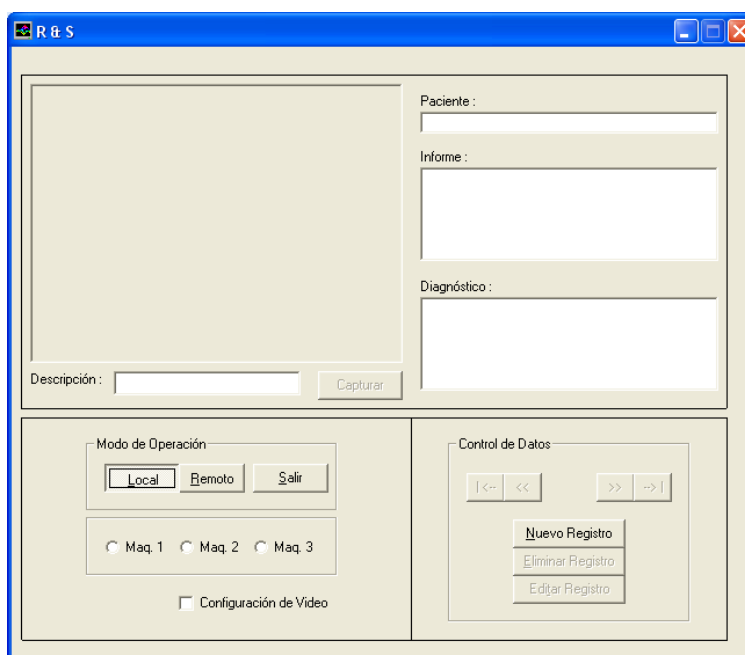 R & S
Paciente :
Informe :
Diagnóstico :
Descripción :
Capturar
Modo de Operación
Local Remoto Salir
Maq. 1 Maq. 2 Maq. 3
Configuración de Video
Control de Datos
|<-- << >> -->|
Nuevo Registro
Eliminar Registro
Editar Registro